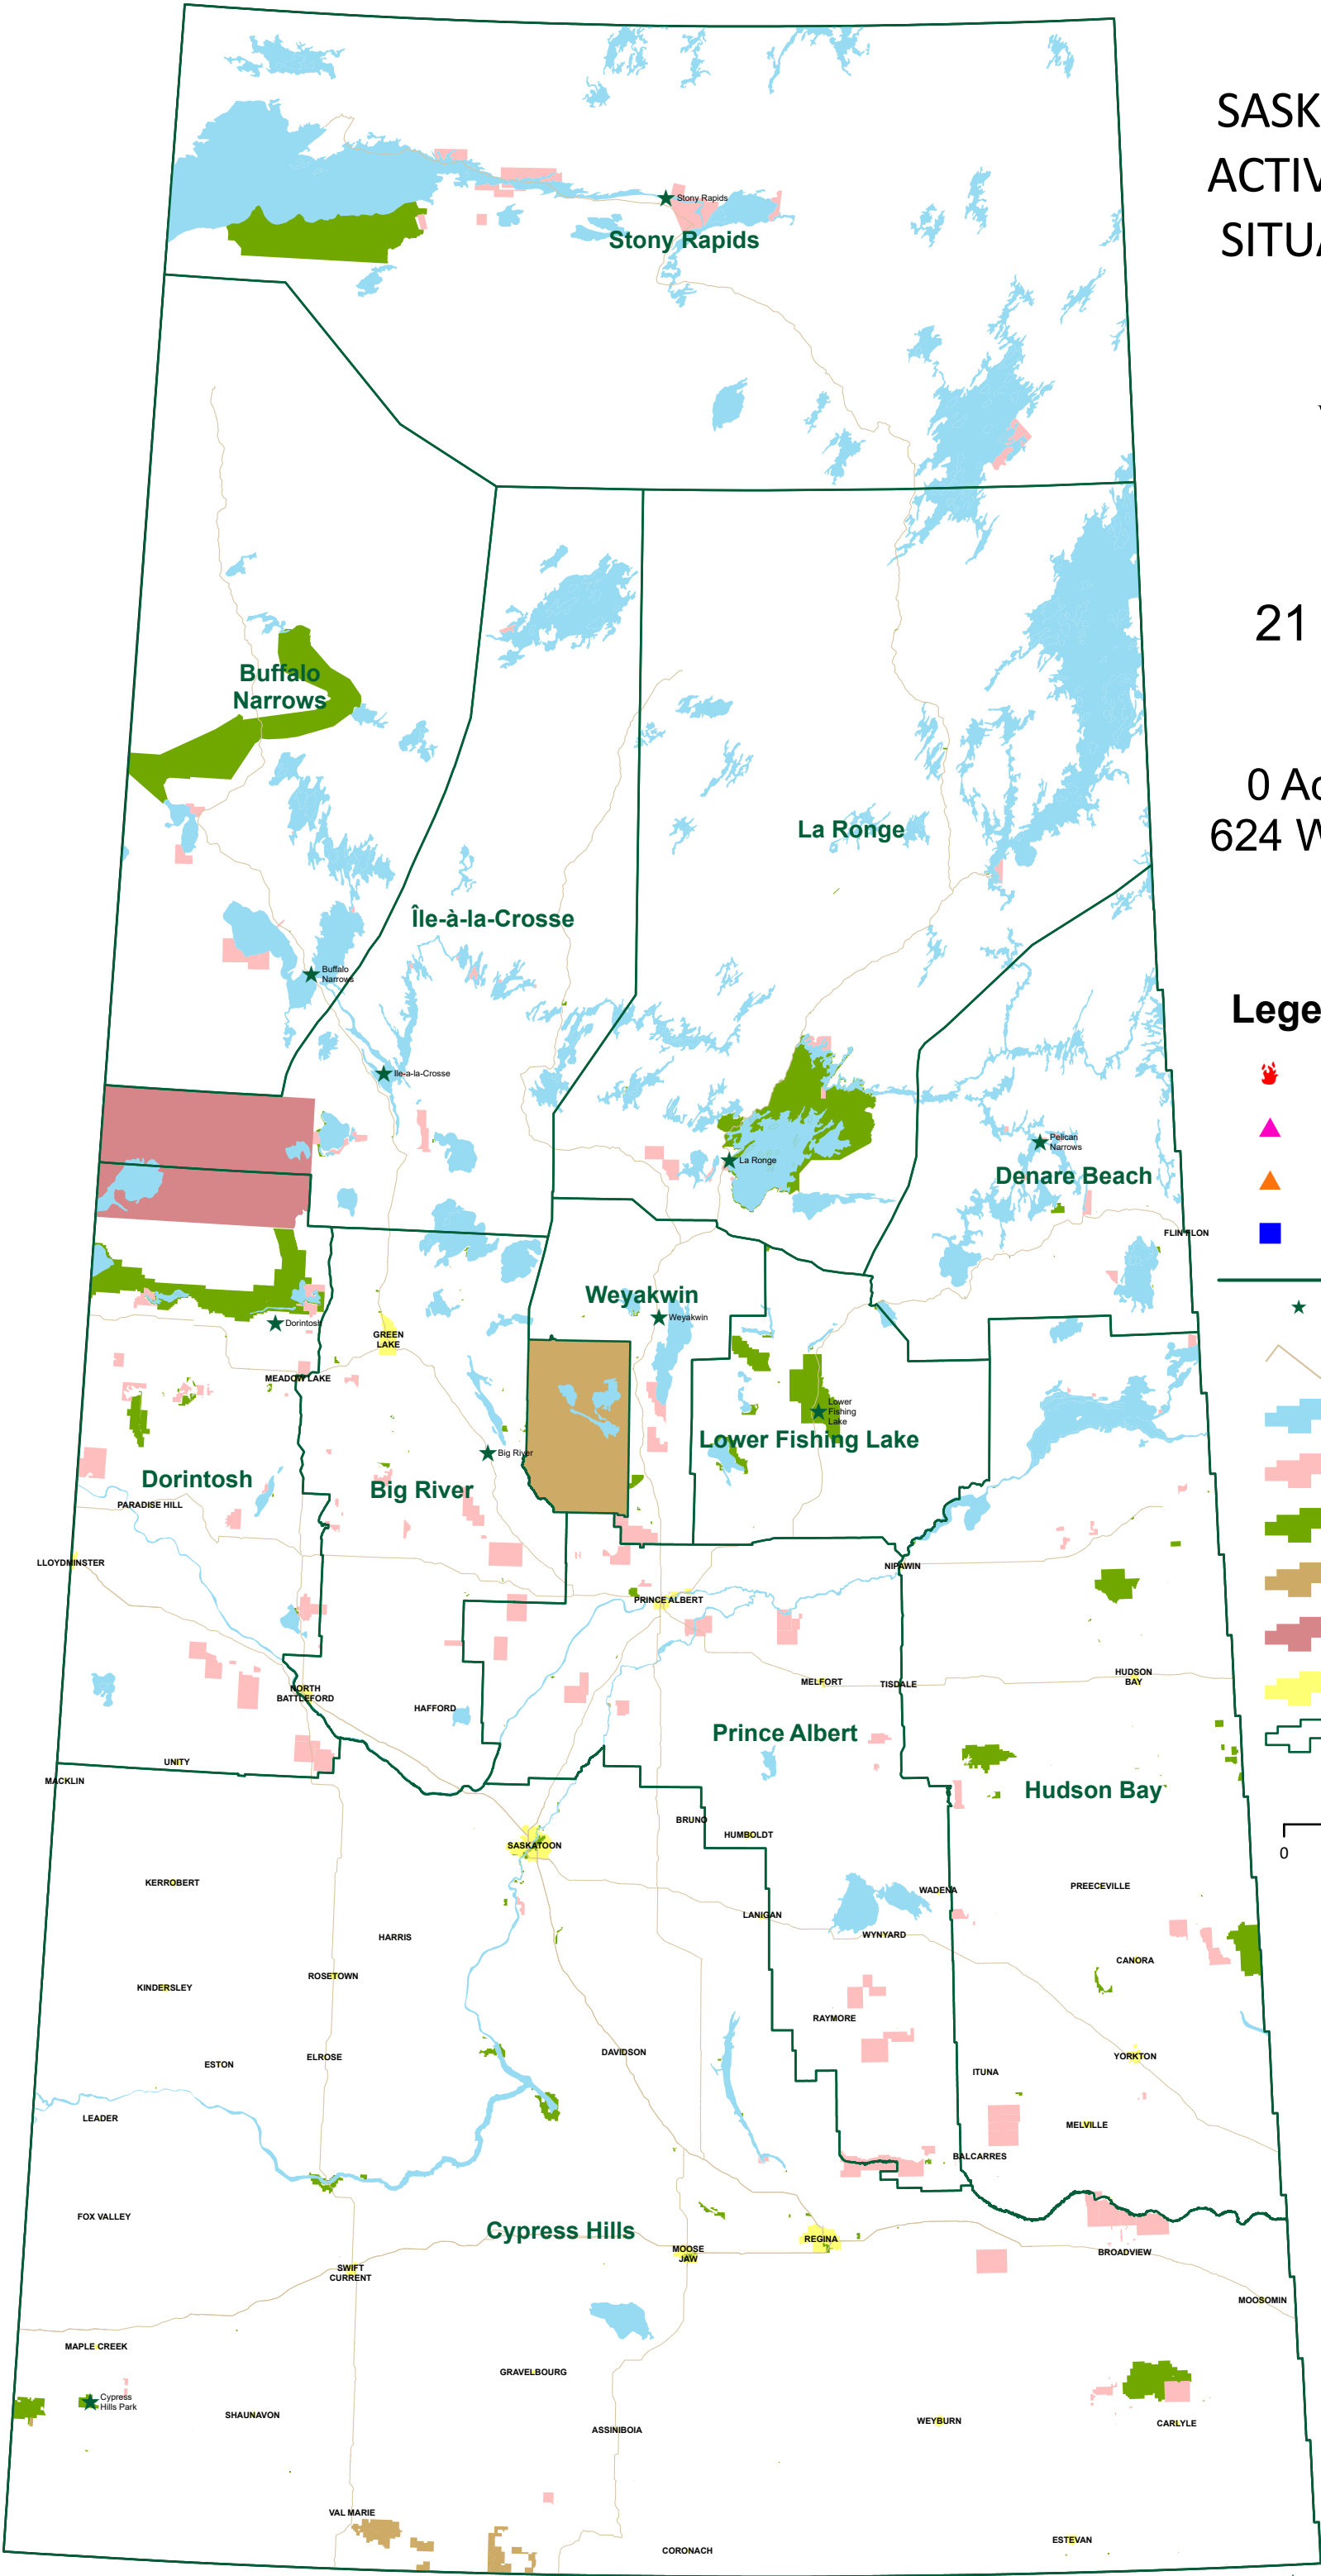 SASK
ACTIV
SITUA
Stony Rapids
Stony Rapids
21
Buffalo
Narrows
0 Ac
624 W
La Ronge
Île-à-la-Crosse
Buffalo
Narrows
Lege
Ile-a-la-Crosse
Pelican
Narrows
La Ronge
Denare Beach
FLIN FLON
Weyakwin
Weyakwin
Dorintosh
GREEN
LAKE
MEADOW LAKE
Lower
Fishing
Lake
Lower Fishing Lake
Big River
Dorintosh
Big River
PARADISE HILL
LLOYDMINSTER
NIPAWIN
PRINCE ALBERT
HUDSON
BAY
MELFORT
TISDALE
NORTH
BATTLEFORD
HAFFORD
Prince Albert
UNITY
MACKLIN
Hudson Bay
BRUNO
HUMBOLDT
SASKATOON
0
KERROBERT
PREECEVILLE
WADENA
LANIGAN
WYNYARD
HARRIS
CANORA
ROSETOWN
KINDERSLEY
RAYMORE
DAVIDSON
YORKTON
ELROSE
ESTON
ITUNA
LEADER
MELVILLE
BALCARRES
FOX VALLEY
Cypress Hills
REGINA
MOOSE
JAW
BROADVIEW
SWIFT
CURRENT
MOOSOMIN
MAPLE CREEK
GRAVELBOURG
Cypress
Hills Park
SHAUNAVON
WEYBURN
CARLYLE
ASSINIBOIA
VAL MARIE
ESTEVAN
CORONACH